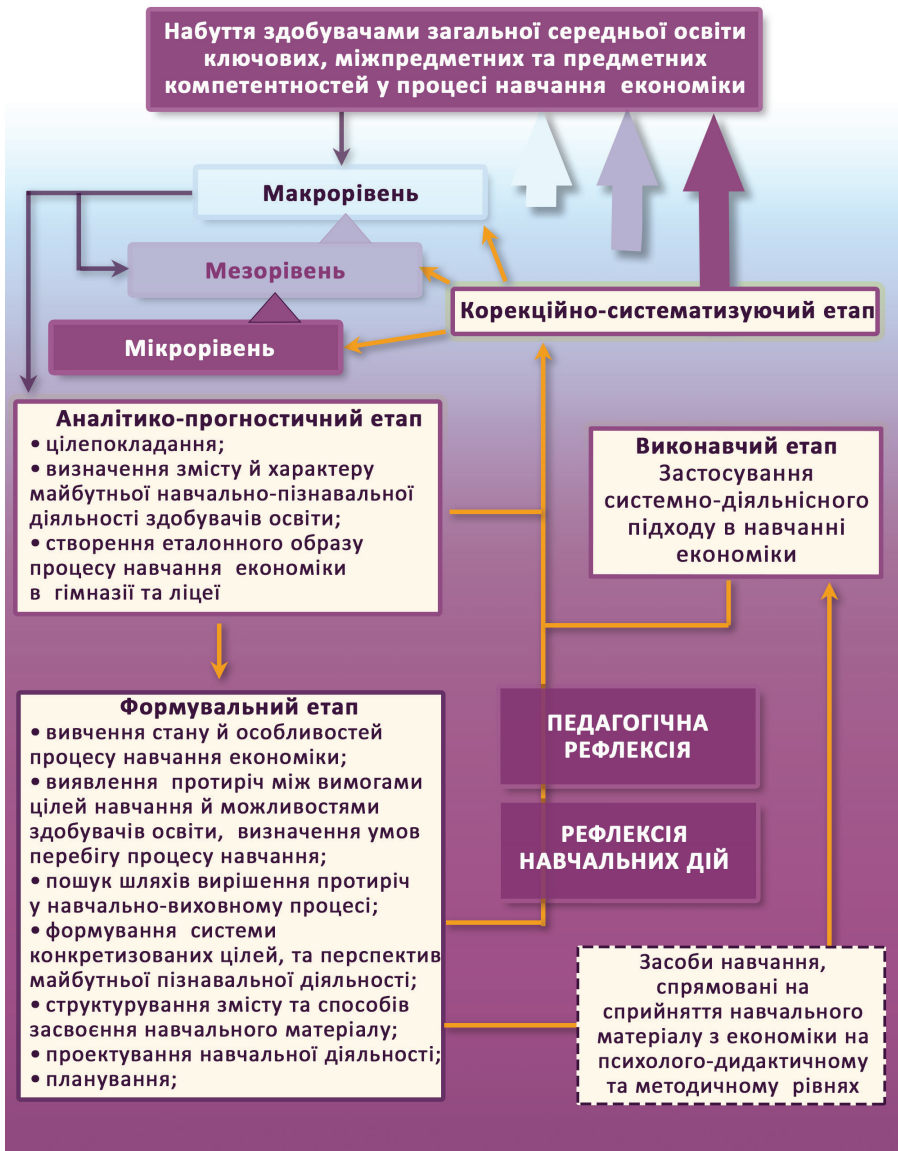 Набуття здобувачами загальної середньої освіти
ключових, міжпредметних та предметних
компетентностей у процесі навчання економіки
Макрорівень
Мезорівень
Корекційно-систематизуючий етап
Мікрорівень
Аналітико-прогностичний етап
• цілепокладання;
• визначення змісту й характеру
майбутньої навчально-пізнавальної
діяльності здобувачів освіти;
• створення еталонного образу
процесу навчання економіки
в гімназії та ліцеї
Виконавчий етап
Застосування
системно-діяльнісного
підходу в навчанні
економіки
Формувальний етап
• вивчення стану й особливостей
процесу навчання економіки;
• виявлення протиріч між вимогами
цілей навчання й можливостями
здобувачів освіти, визначення умов
перебігу процесу навчання;
• пошук шляхів вирішення протиріч
у навчально-виховному процесі;
• формування системи
конкретизованих цілей, та перспектив
майбутньої пізнавальної діяльності;
• структурування змісту та способів
засвоєння навчального матеріалу;
• проектування навчальної діяльності;
• планування;
ПЕДАГОГІЧНА
РЕФЛЕКСІЯ
РЕФЛЕКСІЯ
НАВЧАЛЬНИХ ДІЙ
Засоби навчання,
спрямовані на
сприйняття навчального
матеріалу з економіки на
психолого-дидактичному
та методичному рівнях